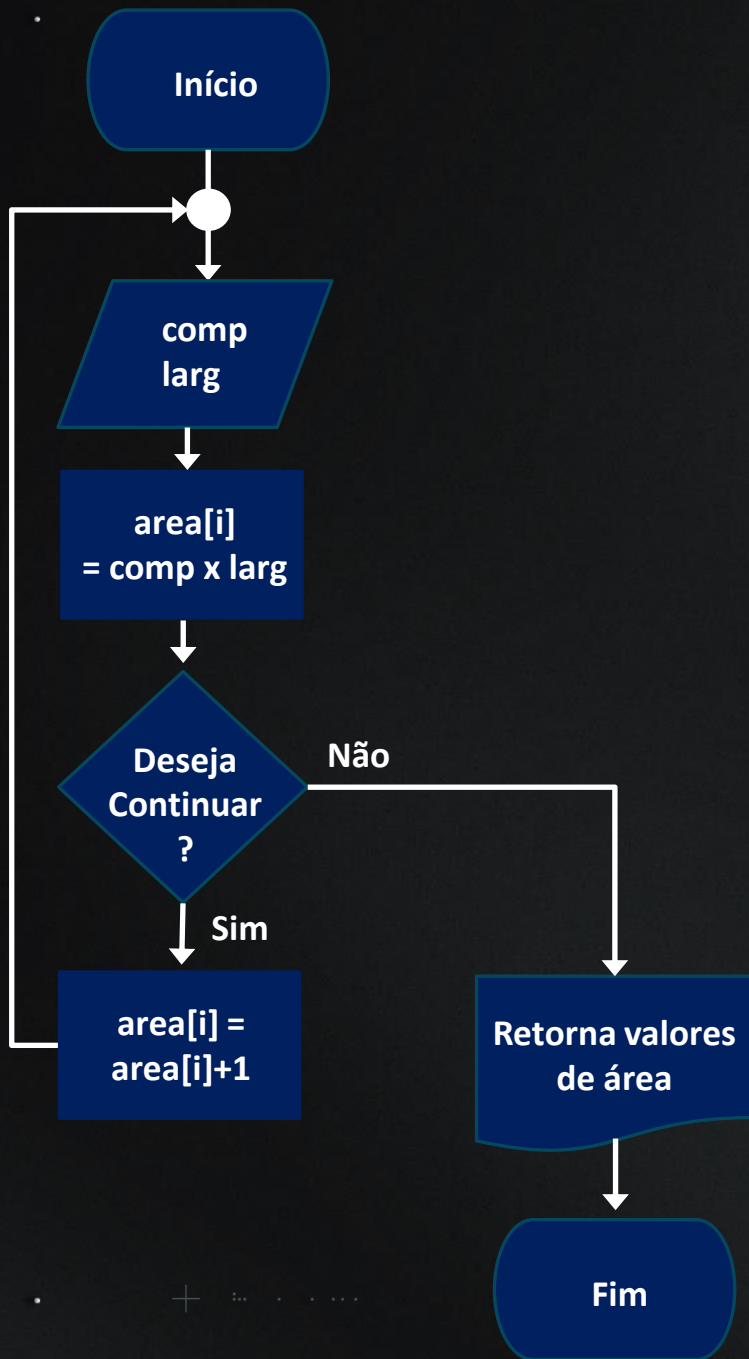 Início
comp
larg
area[i]
= comp x larg
Deseja
Continuar
?
Não
Sim
area[i] =
area[i]+1
Retorna valores
de área
Fim